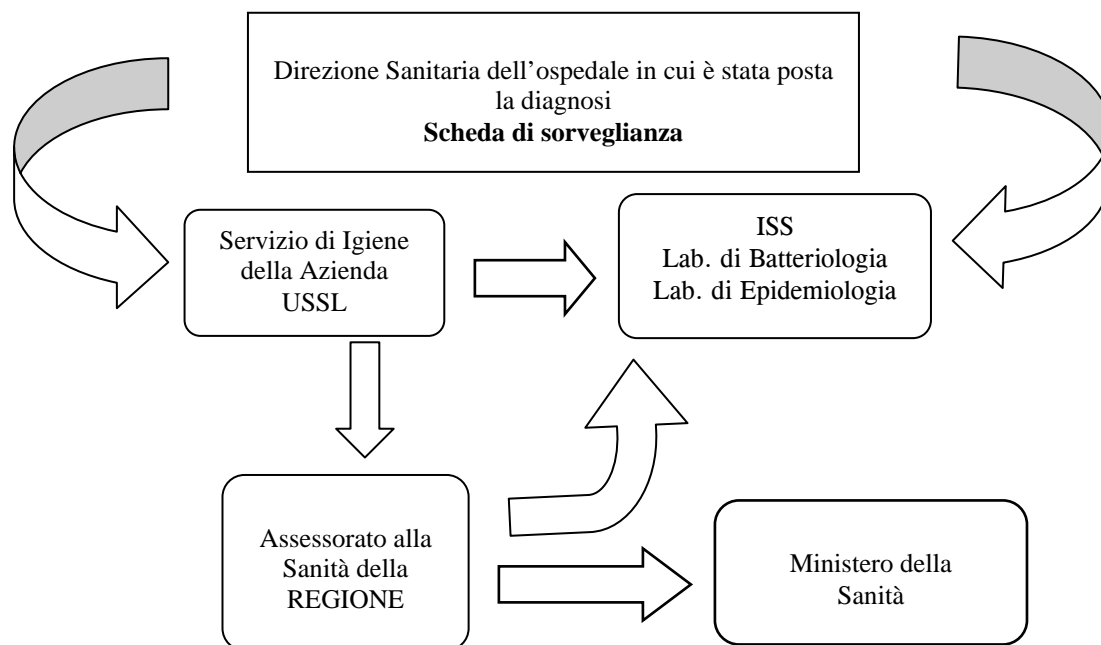 Direzione Sanitaria dell’ospedale in cui è stata posta
la diagnosi
Scheda di sorveglianza
Servizio di Igiene
della Azienda
USSL
ISS
Lab. di Batteriologia
Lab. di Epidemiologia
Assessorato alla
Sanità della
REGIONE
Ministero della
Sanità